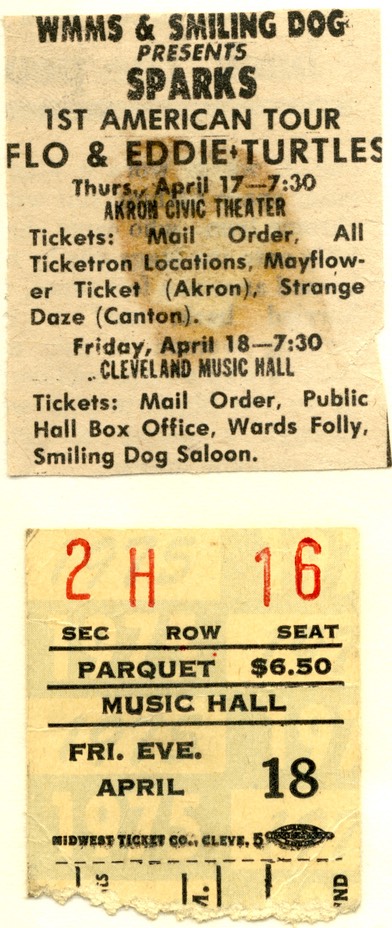 WMMS & SMILING DOG
PRESENTS
SPARKS
1ST AMERICAN TOUR
FLO & EDDIE+TURTLES
Thurs., April 17—7:30
AKRON CIVIC THEATER
Tickets: Mail Order, All
Ticketron Locations, Mayflow-
er Ticket (Akron), Strange
Daze (Canton).
Friday, April 18—7:30
CLEVELAND MUSIC HALL
Tickets: Mail Order, Public
Hall Box Office, Wards Folly,
Smiling Dog Saloon.
2 H 16
SEC ROW SEAT
PARQUET $6.50
MUSIC HALL
FRI. EVE.
APRIL 18
MIDWEST TICKET CO., CLEVE, 5